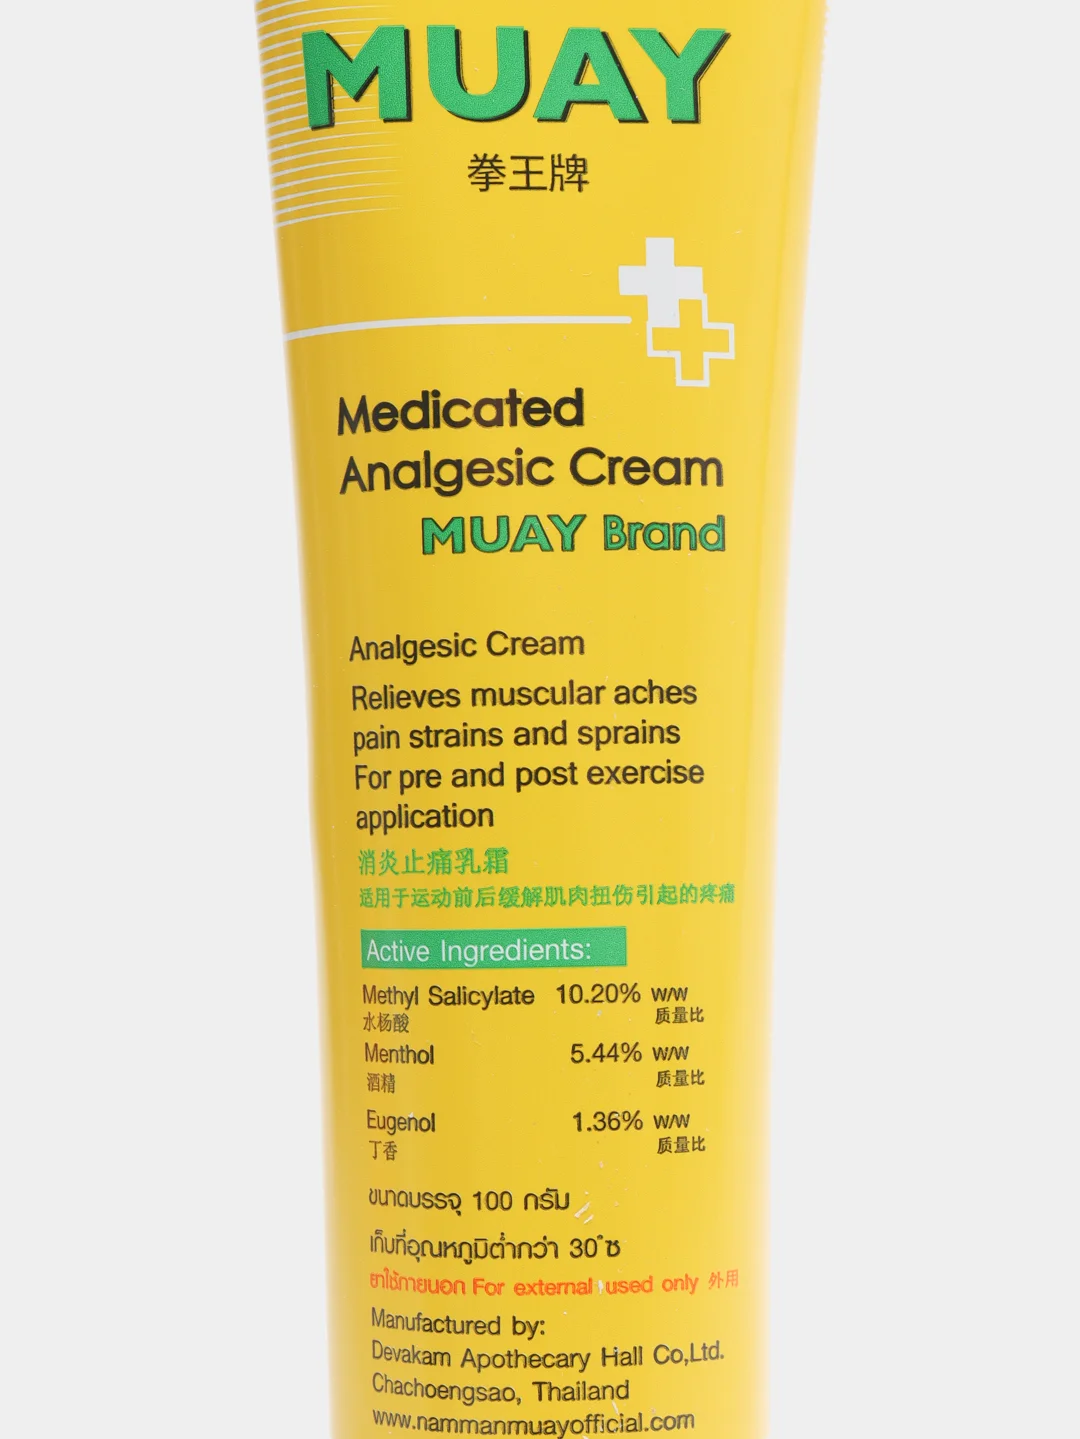 MUAY
拳王牌
Medicated
Analgesic Cream
MUAY Brand
Analgesic Cream
Relieves muscular aches
pain strains and sprains
For pre and post exercise
application
消炎止痛乳霜
适用于运动前后缓解肌肉扭伤引起的疼痛
Active Ingredients:
Methyl Salicylate 10.20% w/w
水杨酸 质量比
Menthol 5.44% w/w
酒精 质量比
Eugenol 1.36% w/w
丁香 质量比
ขนาดบรรจุ 100 กรัม
เก็บที่อุณหภูมิต่ำกว่า 30°ซ
ยาใช้ภายนอก For external used only 外用
Manufactured by:
Devakam Apothecary Hall Co,Ltd.
Chachoengsao, Thailand
www.nammanmuayofficial.com